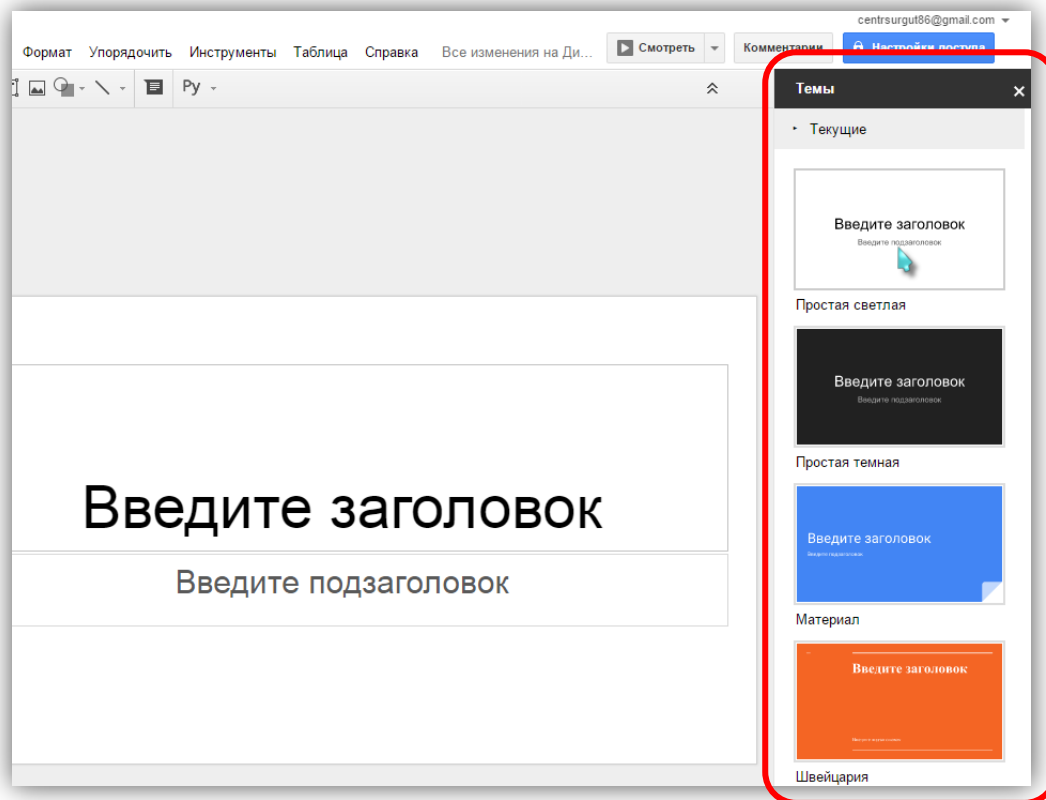 centrsurgut86@gmail.com
Формат Упорядочить Инструменты Таблица Справка Все изменения на Ди... Смотреть Комментарии Настройки доступа
Ру
Темы
Текущие
Введите заголовок
Введите подзаголовок
Простая светлая
Введите заголовок
Введите подзаголовок
Простая темная
Введите заголовок
Введите подзаголовок
Материал
Введите заголовок
Введите подзаголовок
Швейцария
Введите заголовок
Введите подзаголовок